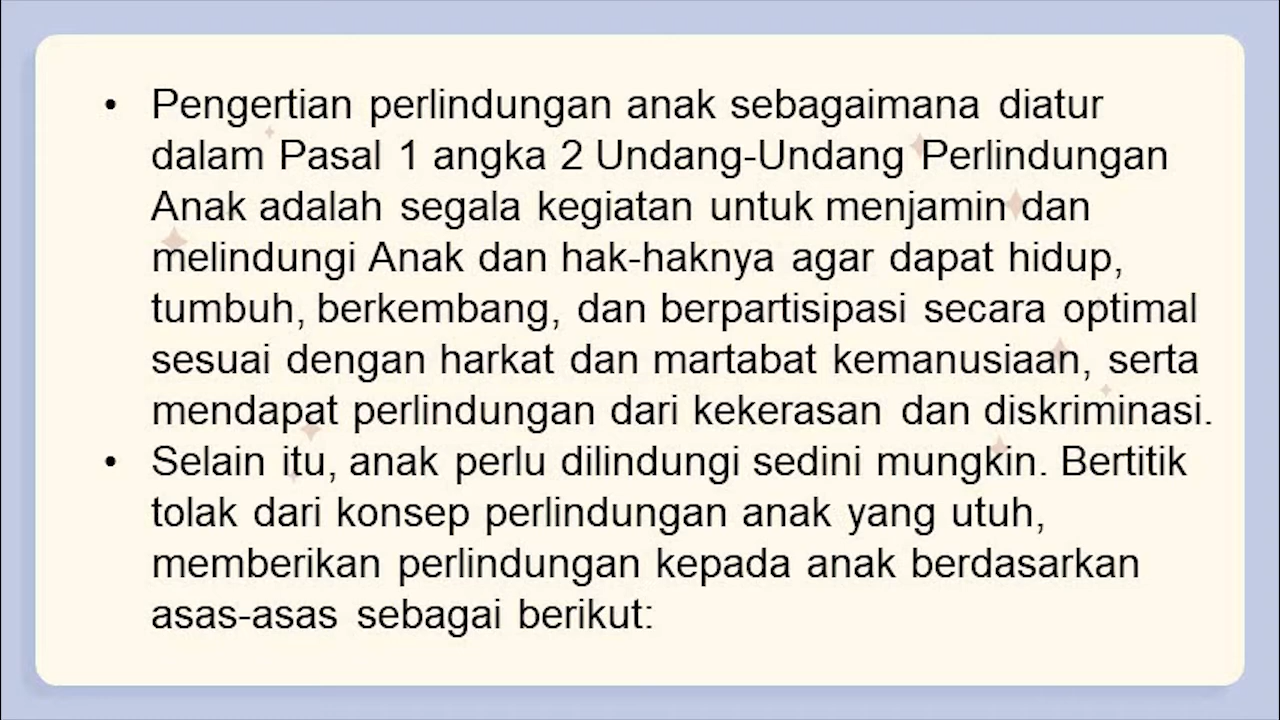 • Pengertian perlindungan anak sebagaimana diatur
dalam Pasal 1 angka 2 Undang-Undang Perlindungan
Anak adalah segala kegiatan untuk menjamin dan
melindungi Anak dan hak-haknya agar dapat hidup,
tumbuh, berkembang, dan berpartisipasi secara optimal
sesuai dengan harkat dan martabat kemanusiaan, serta
mendapat perlindungan dari kekerasan dan diskriminasi.
• Selain itu, anak perlu dilindungi sedini mungkin. Bertitik
tolak dari konsep perlindungan anak yang utuh,
memberikan perlindungan kepada anak berdasarkan
asas-asas sebagai berikut: